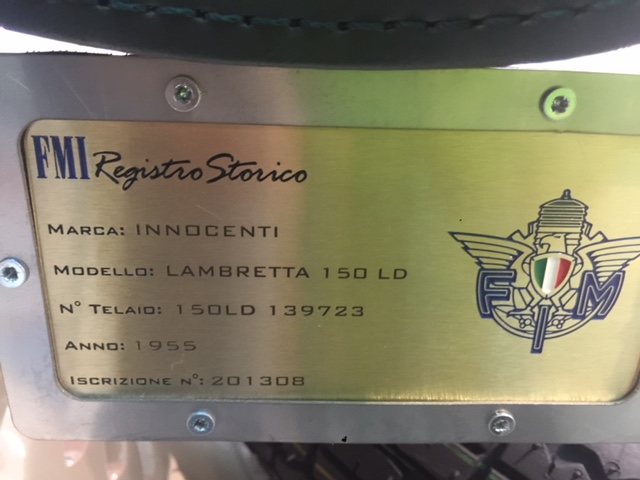 FMI Registro Storico
MARCA: INNOCENTI
MODELLO: LAMBRETTA 150 LD
N° TELAIO: 150LD 139723
ANNO: 1955
ISCRIZIONE N°: 201308
FIM